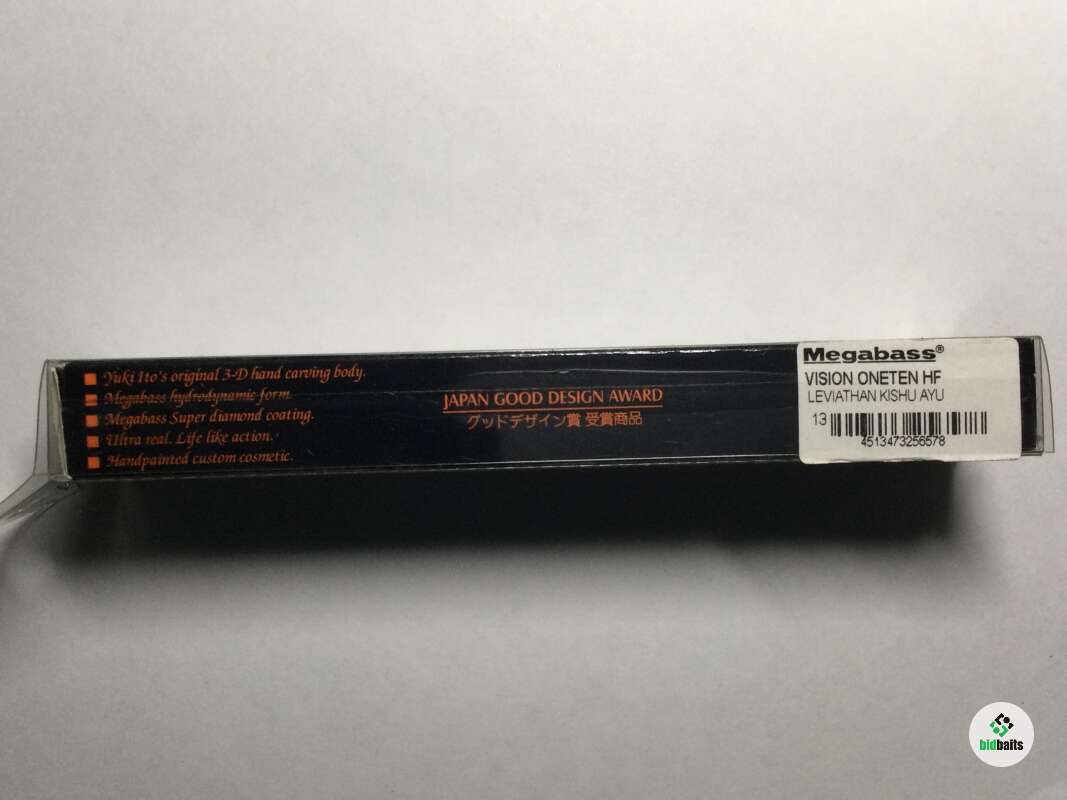 Yuki Ito's original 3-D hand carving body.
Megabass hydrodynamic form.
Megabass Super diamond coating.
Ultra real. Life like action.
Handpainted custom cosmetic.
JAPAN GOOD DESIGN AWARD
グッドデザイン賞 受賞商品
Megabass®
VISION ONETEN HF
LEVIATHAN KISHU AYU
13
4513473256578
bidbaits